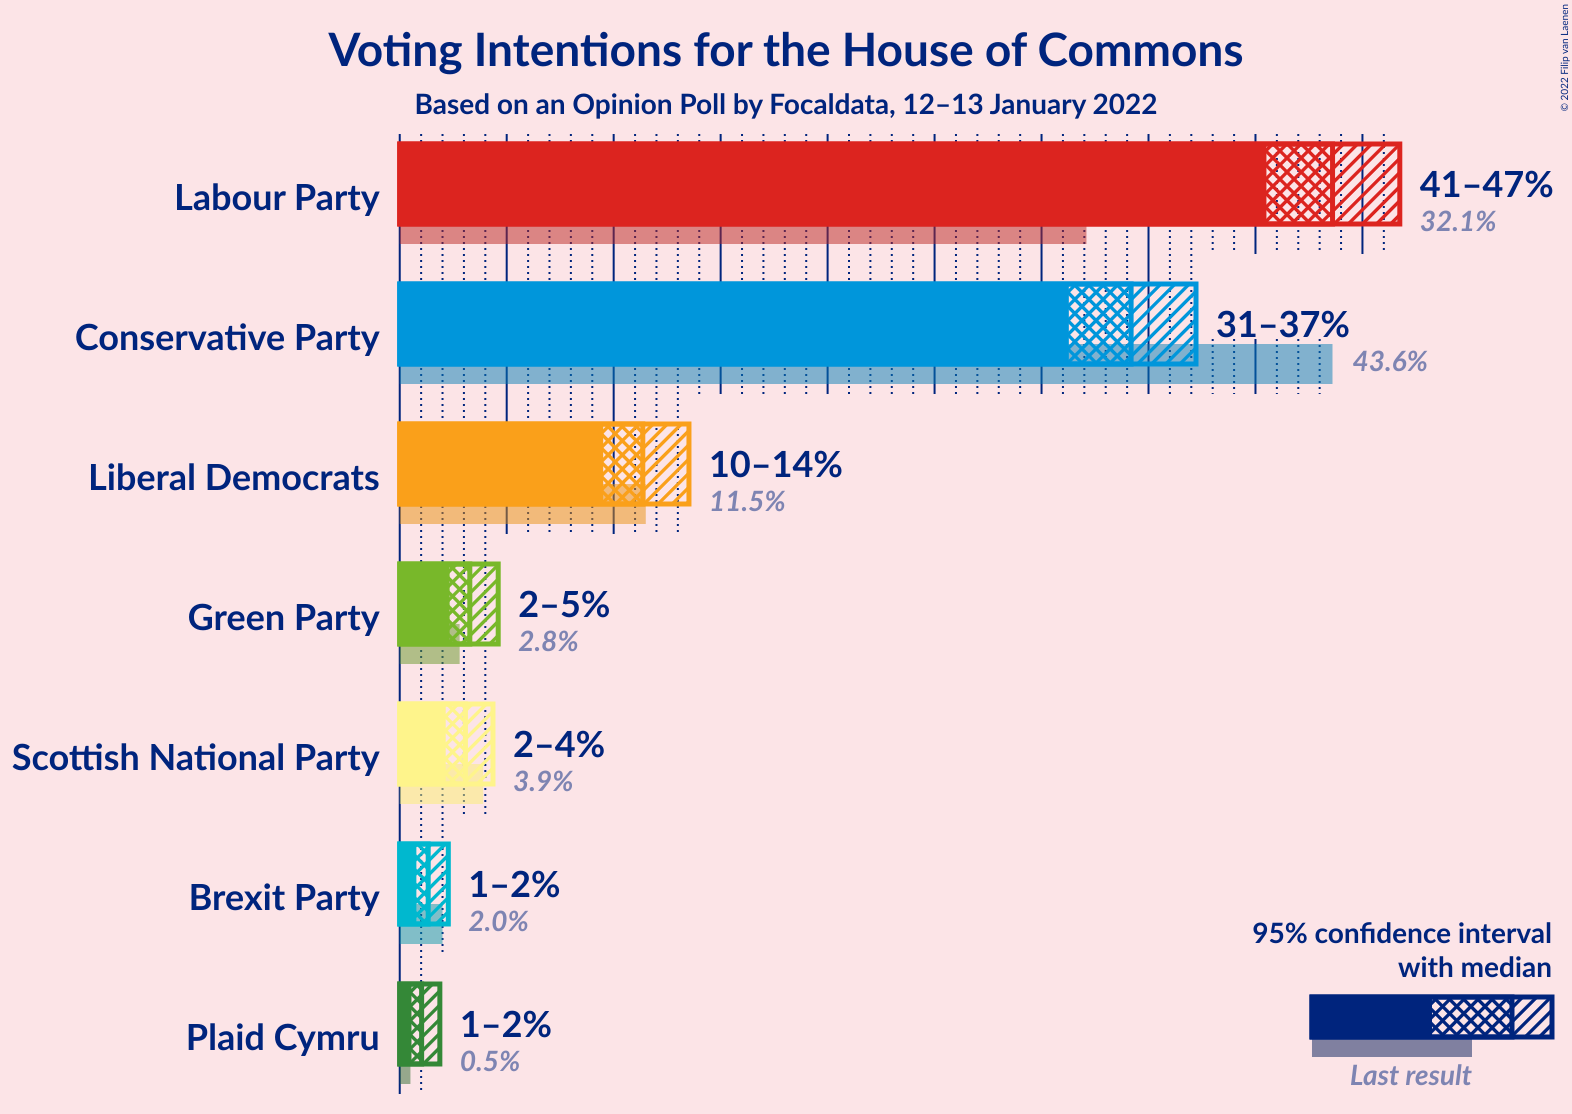 Voting Intentions for the House of Commons
Based on an Opinion Poll by Focaldata, 12–13 January 2022
© 2022 Filip van Laenen
Labour Party
41–47%
32.1%
Conservative Party
31–37%
43.6%
Liberal Democrats
10–14%
11.5%
Green Party
2–5%
2.8%
Scottish National Party
2–4%
3.9%
Brexit Party
1–2%
2.0%
Plaid Cymru
1–2%
0.5%
95% confidence interval
with median
Last result